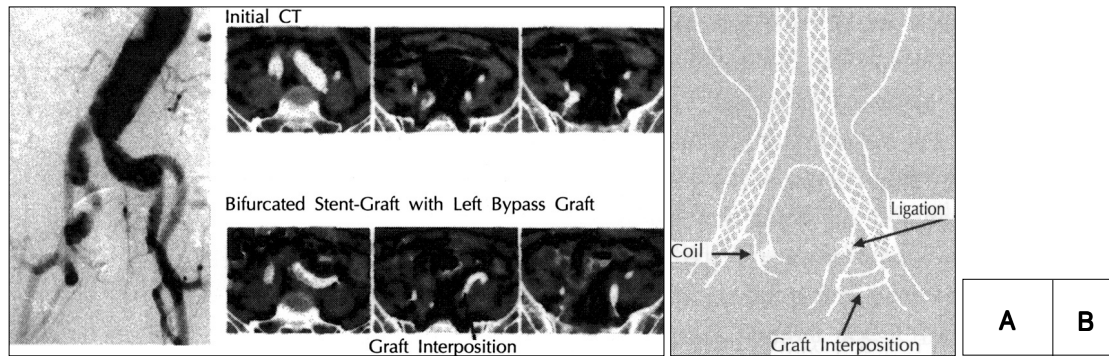 Initial CT
Bifurcated Stent-Graft with Left Bypass Graft
Graft Interposition
Ligation
Coil
Graft Interposition
A
B